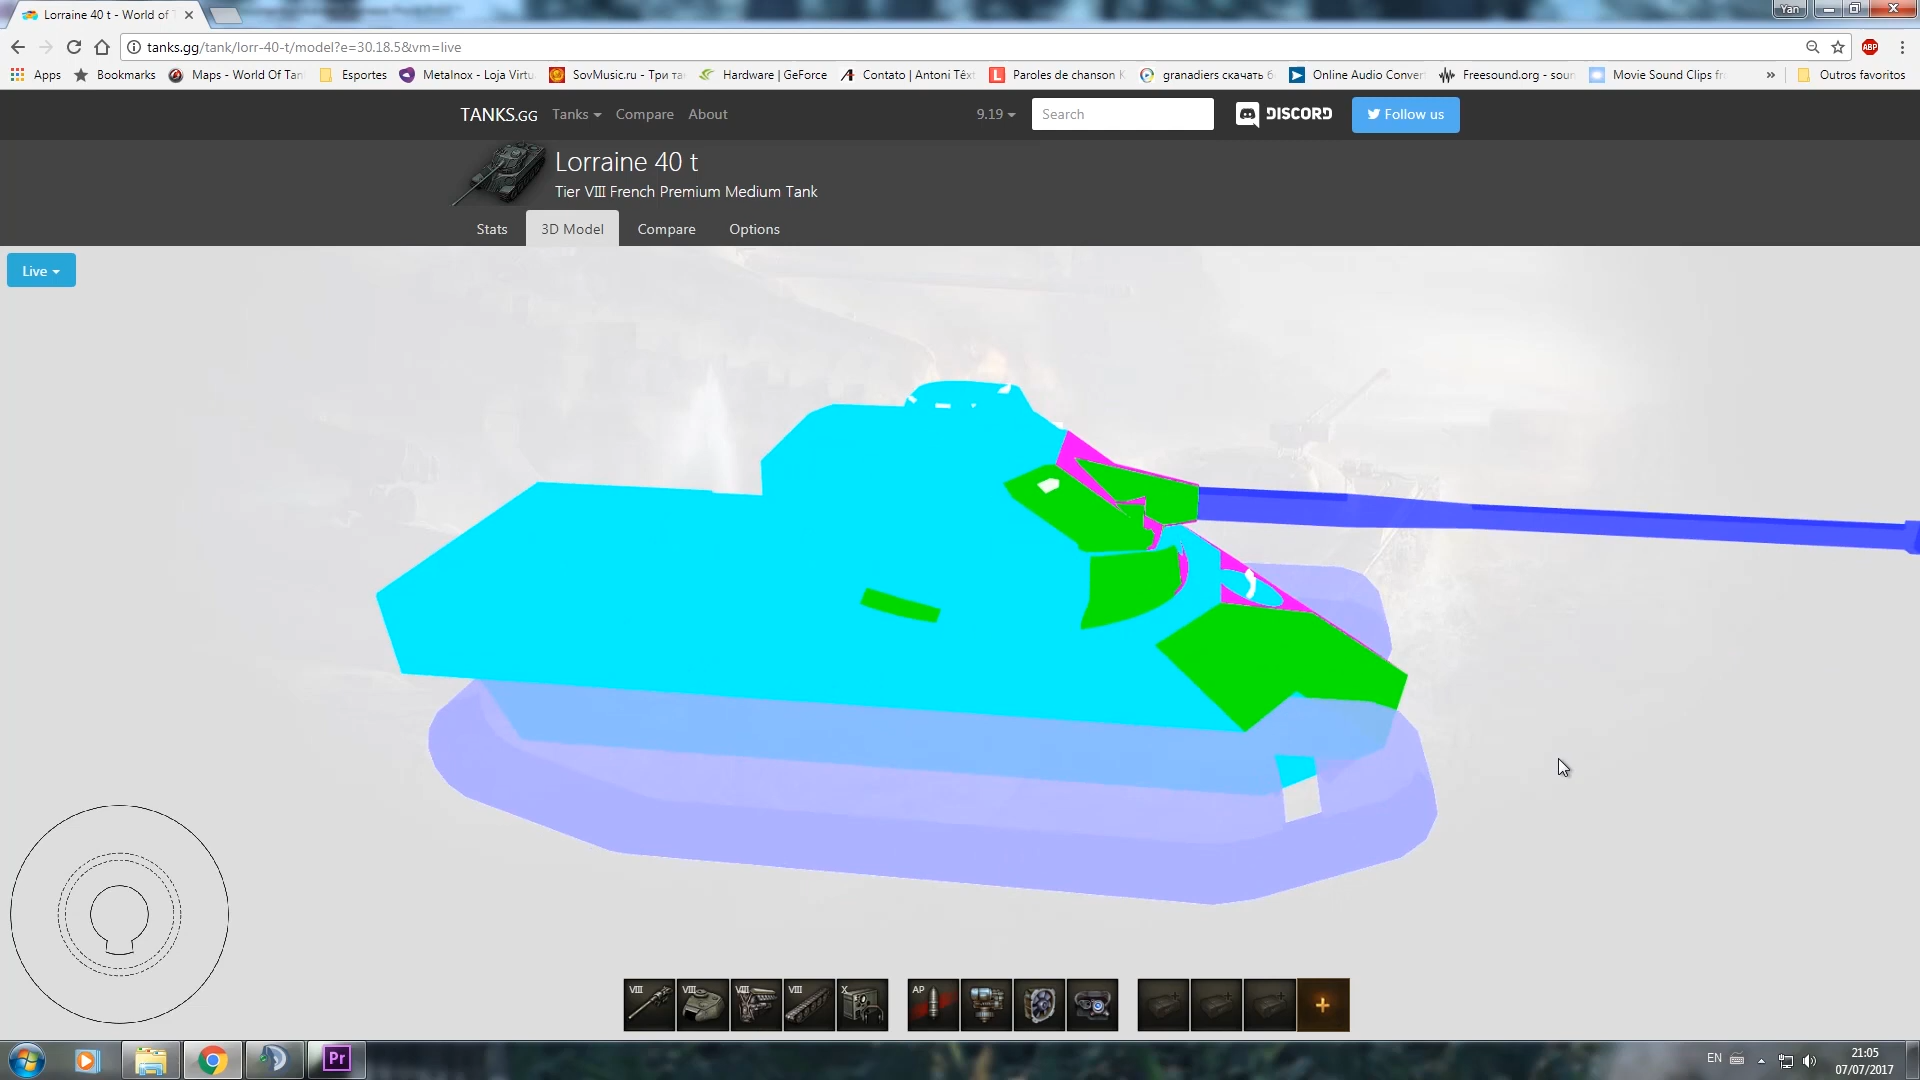 Lorraine 40 t - World of T
Yan
tanks.gg/tank/lorr-40-t/model?e=30.18.5&vm=live
ABP
Apps Bookmarks Maps - World Of Tan Esportes Metalnox - Loja Virtu SovMusic.ru - Три та Hardware | GeForce Contato | Antoni Têxt Paroles de chanson K granadiers скачать б Online Audio Conver Freesound.org - soun Movie Sound Clips fr » Outros favoritos
TANKS.GG Tanks Compare About 9.19 Search DISCORD Follow us
Lorraine 40 t
Tier VIII French Premium Medium Tank
Stats 3D Model Compare Options
Live
VIII VIII VIII VIII X AP +
Pr
EN
21:05
07/07/2017